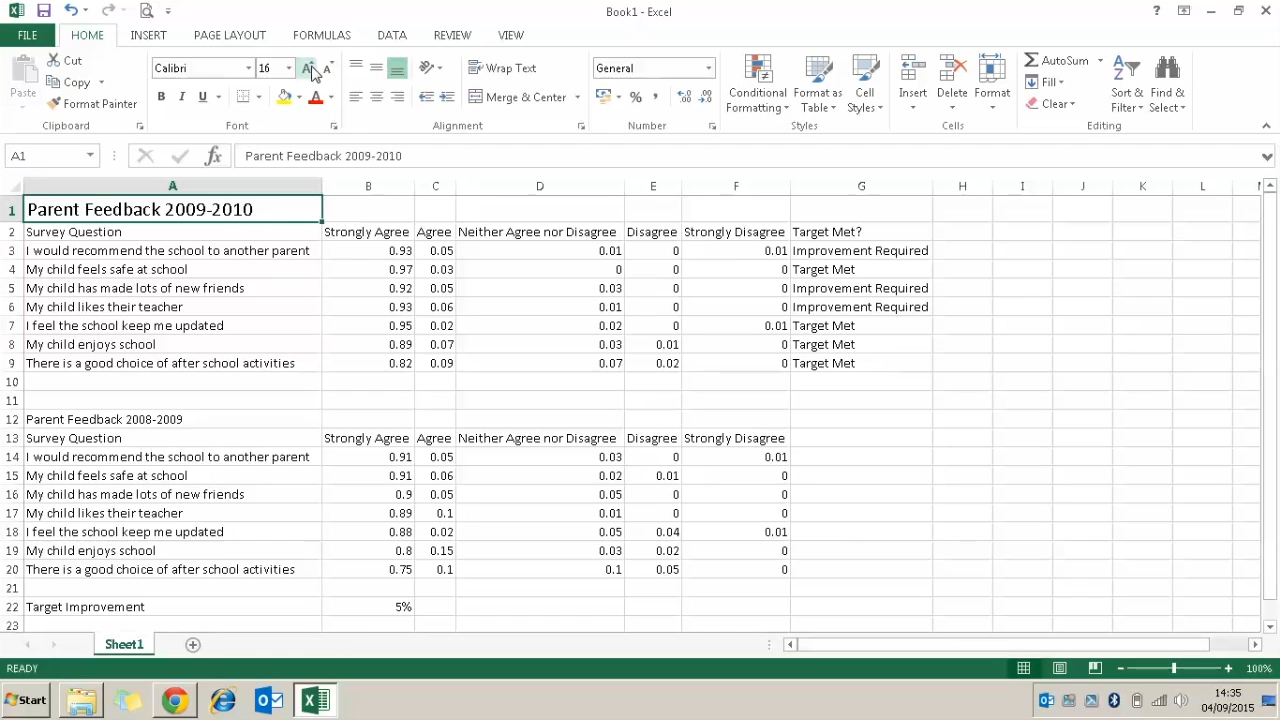 Book1 - Excel
FILE HOME INSERT PAGE LAYOUT FORMULAS DATA REVIEW VIEW
Cut Calibri 16 Wrap Text General AutoSum
Paste Copy Conditional Format as Cell Insert Delete Format Fill Sort & Find &
Format Painter B I U Merge & Center Formatting Table Styles Clear Filter Select
Clipboard Font Alignment Number Styles Cells Editing
A1 fx Parent Feedback 2009-2010
A B C D E F G H I J K L
1 Parent Feedback 2009-2010
2 Survey Question Strongly Agree Agree Neither Agree nor Disagree Disagree Strongly Disagree Target Met?
3 I would recommend the school to another parent 0.93 0.05 0.01 0 0.01 Improvement Required
4 My child feels safe at school 0.97 0.03 0 0 0 Target Met
5 My child has made lots of new friends 0.92 0.05 0.03 0 0 Improvement Required
6 My child likes their teacher 0.93 0.06 0.01 0 0 Improvement Required
7 I feel the school keep me updated 0.95 0.02 0.02 0 0.01 Target Met
8 My child enjoys school 0.89 0.07 0.03 0.01 0 Target Met
9 There is a good choice of after school activities 0.82 0.09 0.07 0.02 0 Target Met
10
11
12 Parent Feedback 2008-2009
13 Survey Question Strongly Agree Agree Neither Agree nor Disagree Disagree Strongly Disagree
14 I would recommend the school to another parent 0.91 0.05 0.03 0 0.01
15 My child feels safe at school 0.91 0.06 0.02 0.01 0
16 My child has made lots of new friends 0.9 0.05 0.05 0 0
17 My child likes their teacher 0.89 0.1 0.01 0 0
18 I feel the school keep me updated 0.88 0.02 0.05 0.04 0.01
19 My child enjoys school 0.8 0.15 0.03 0.02 0
20 There is a good choice of after school activities 0.75 0.1 0.1 0.05 0
21
22 Target Improvement 5%
23
Sheet1
READY 100%
Start 14:35
04/09/2015